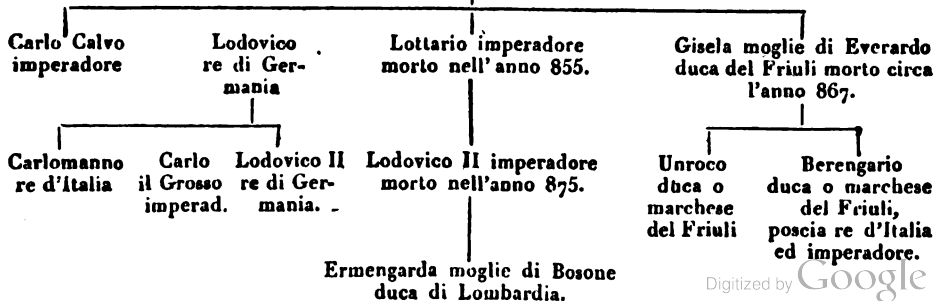 Carlo Calvo
imperadore
Lodovico
re di Ger-
mania
Lottario imperadore
morto nell'anno 855.
Gisela moglie di Everardo
duca del Friuli morto circa
l'anno 867.
Carlomanno
re d'Italia
Carlo
il Grosso
imperad.
Lodovico II
re di Ger-
mania.
Lodovico II imperadore
morto nell'anno 875.
Unroco
duca o
marchese
del Friuli
Berengario
duca o marchese
del Friuli,
poscia re d'Italia
ed imperadore.
Ermengarda moglie di Bosone
duca di Lombardia.
Digitized by Google